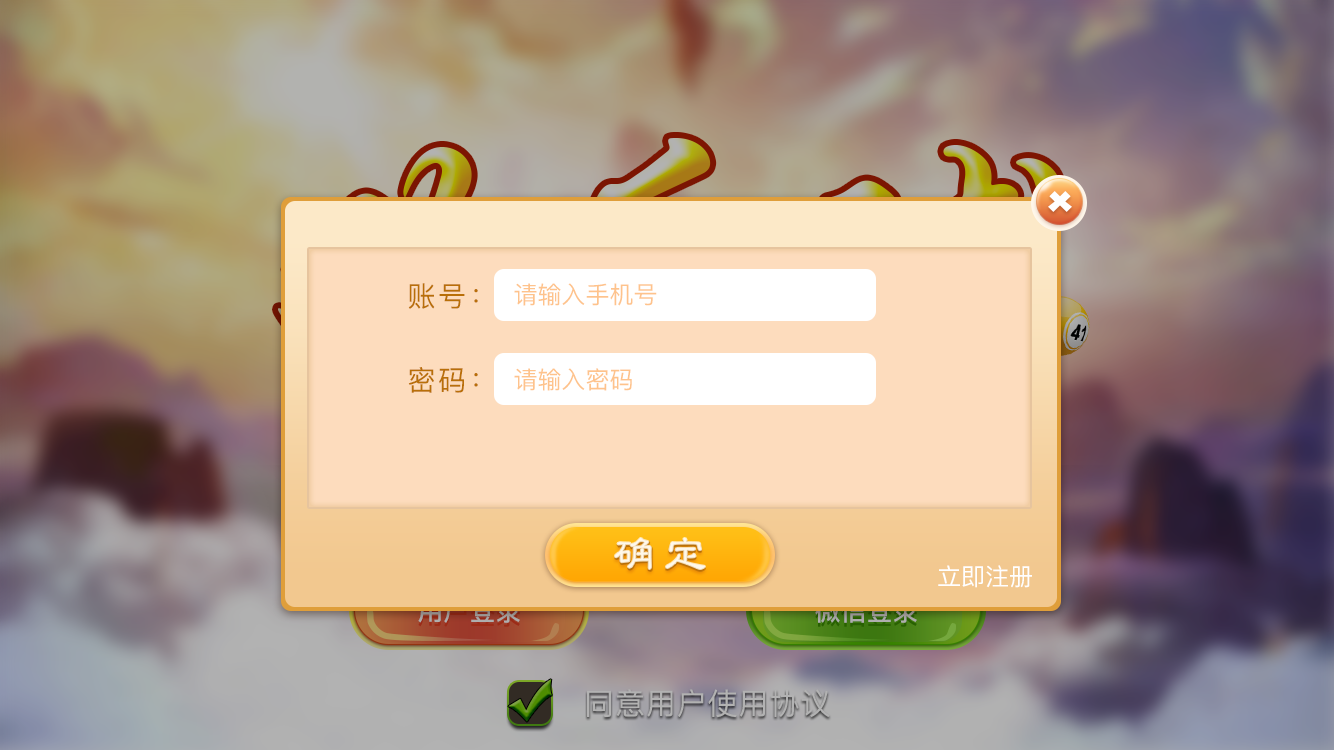 41
账号：
请输入手机号
密码：
请输入密码
确定
立即注册
用户登录
微信登录
同意用户使用协议